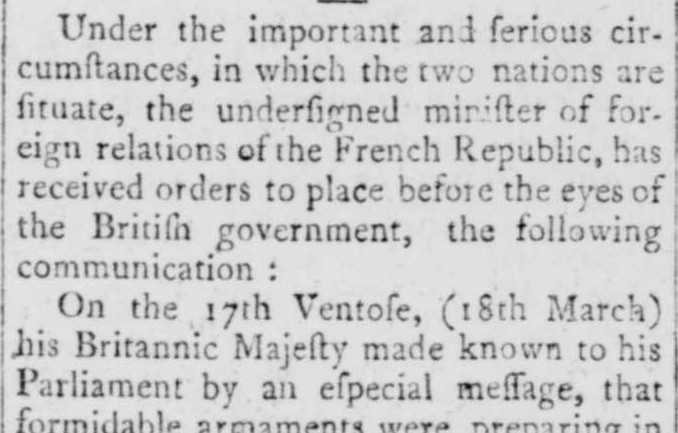 Under the important and ſerious cir-
cumſtances, in which the two nations are
ſituate, the underſigned miniſter of for-
eign relations of the French Republic, has
received orders to place before the eyes of
the Britiſh government, the following
communication :
On the 17th Ventoſe, (18th March)
his Britannic Majeſty made known to his
Parliament by an eſpecial meſſage, that
formidable armaments were preparing in